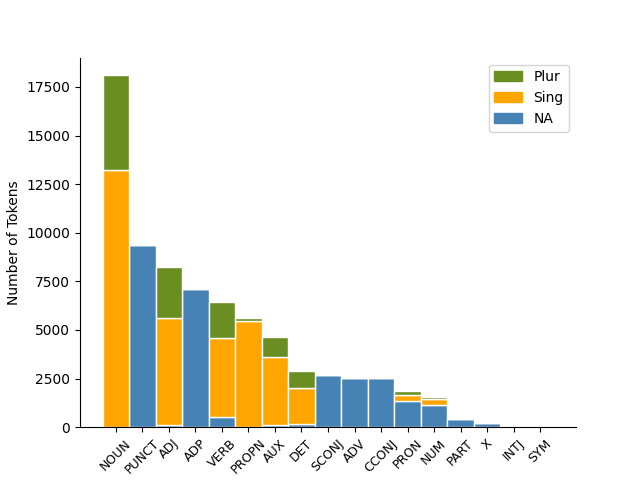 Plur
Sing
NA
Number of Tokens
17500
15000
12500
10000
7500
5000
2500
0
NOUN
PUNCT
ADJ
ADP
VERB
PROPN
AUX
DET
SCONJ
ADV
CCONJ
PRON
NUM
PART
X
INTJ
SYM